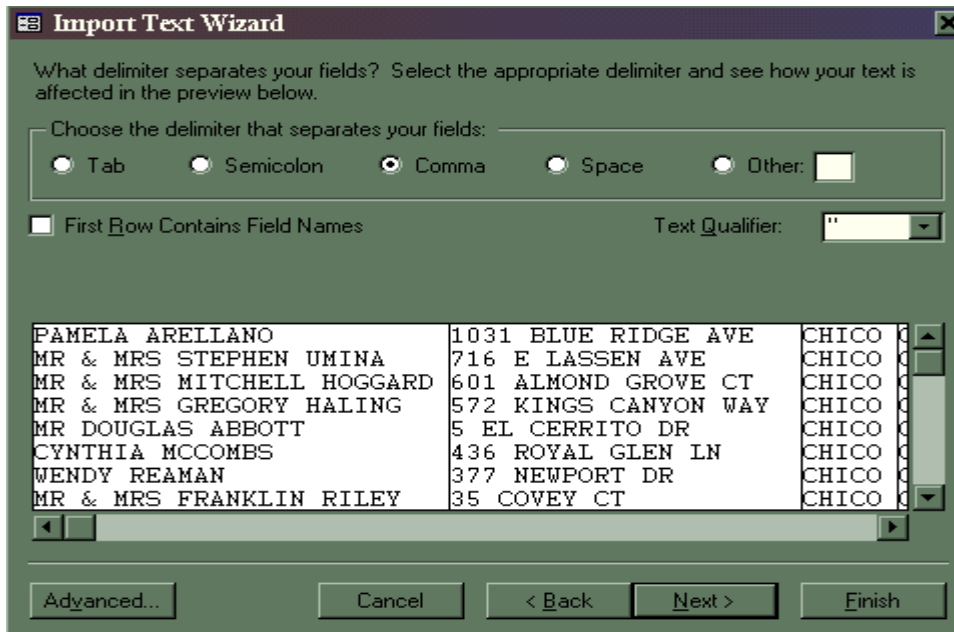 Import Text Wizard
What delimiter separates your fields? Select the appropriate delimiter and see how your text is
affected in the preview below.
Choose the delimiter that separates your fields:
Tab Semicolon Comma Space Other:
First Row Contains Field Names Text Qualifier: "
PAMELA ARELLANO 1031 BLUE RIDGE AVE CHICO
MR & MRS STEPHEN UMINA 716 E LASSEN AVE CHICO
MR & MRS MITCHELL HOGGARD 601 ALMOND GROVE CT CHICO
MR & MRS GREGORY HALING 572 KINGS CANYON WAY CHICO
MR DOUGLAS ABBOTT 5 EL CERRITO DR CHICO
CYNTHIA MCCOMBS 436 ROYAL GLEN LN CHICO
WENDY REAMAN 377 NEWPORT DR CHICO
MR & MRS FRANKLIN RILEY 35 COVEY CT CHICO
Advanced... Cancel < Back Next > Finish